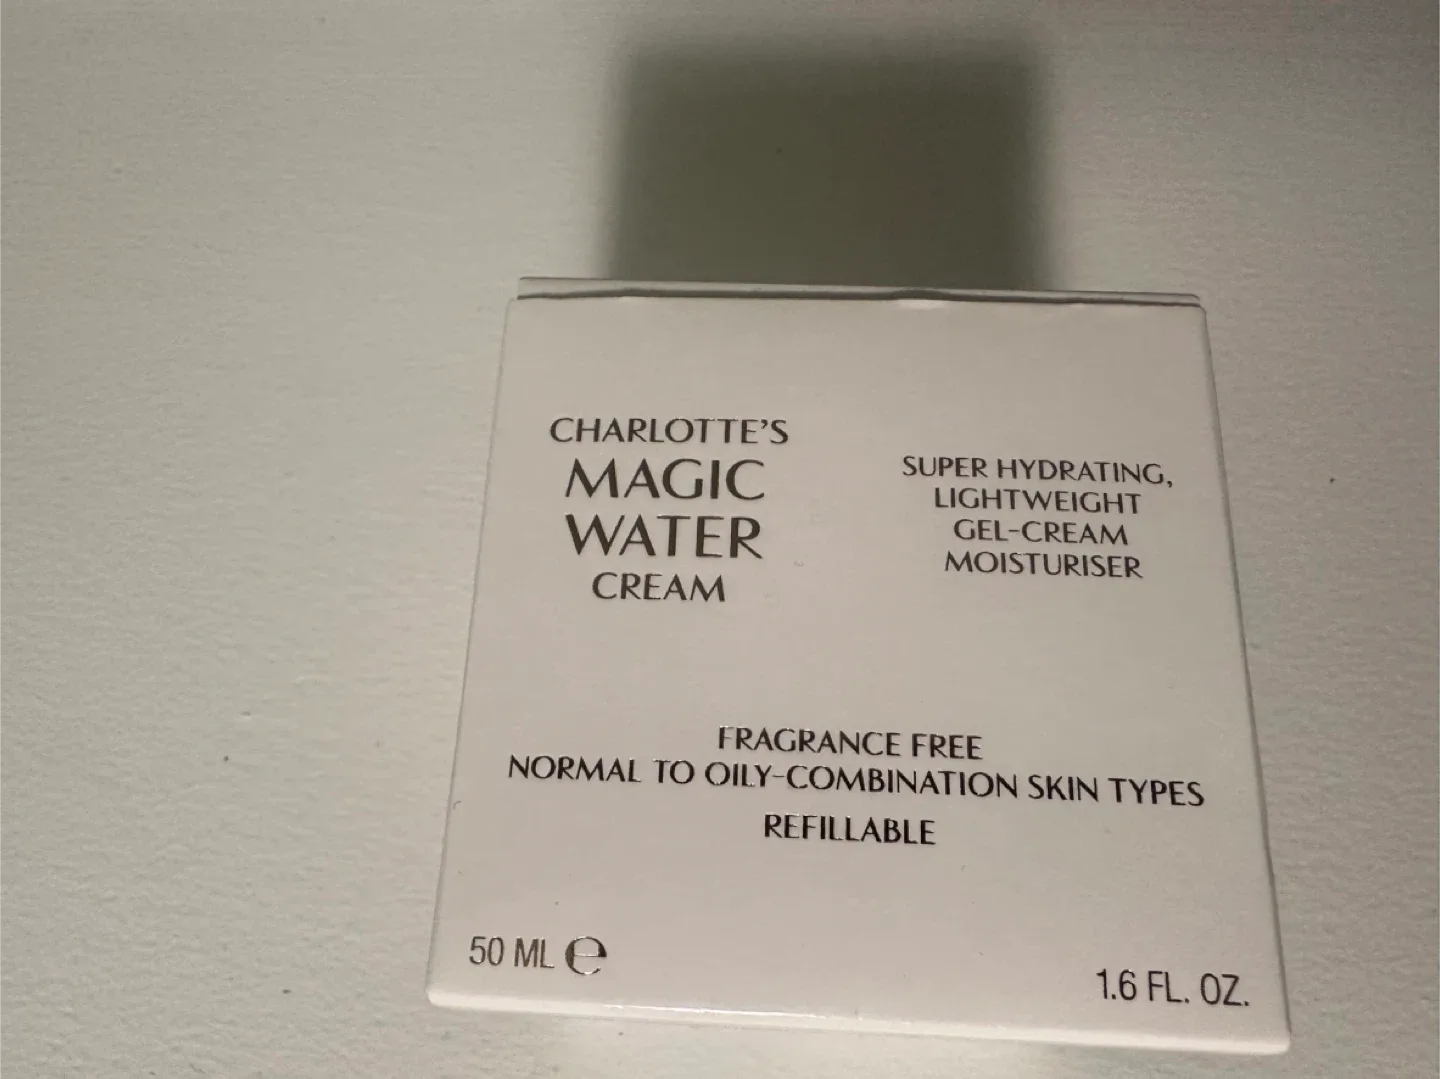 CHARLOTTE'S
MAGIC
WATER
CREAM
SUPER HYDRATING,
LIGHTWEIGHT
GEL-CREAM
MOISTURISER
FRAGRANCE FREE
NORMAL TO OILY-COMBINATION SKIN TYPES
REFILLABLE
50 ML ℮
1.6 FL. OZ.